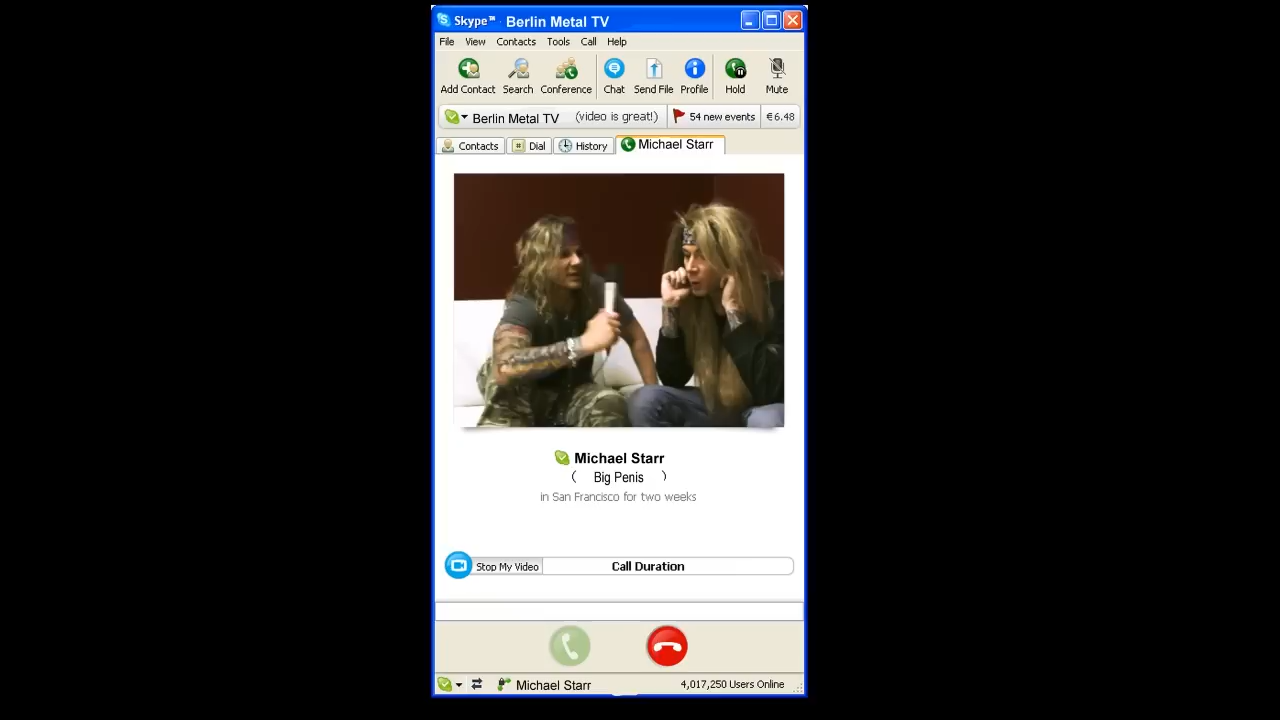 Skype™ - Berlin Metal TV
File View Contacts Tools Call Help
Add Contact Search Conference Chat Send File Profile Hold Mute
Berlin Metal TV (video is great!) 54 new events €6.48
Contacts # Dial History Michael Starr
Michael Starr
( Big Penis )
in San Francisco for two weeks
Stop My Video Call Duration
Michael Starr 4,017,250 Users Online